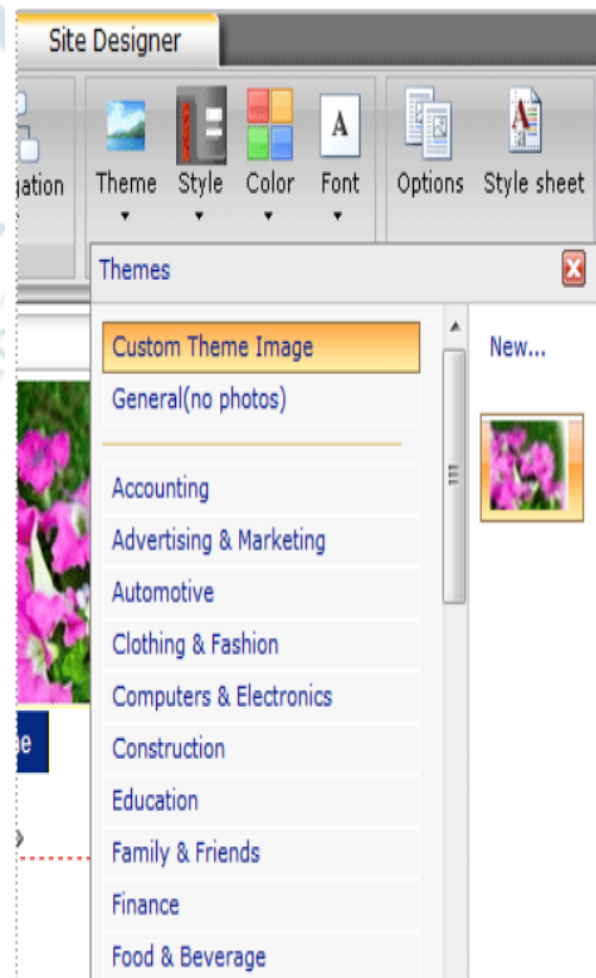 Site Designer
Theme Style Color Font Options Style sheet
Themes
Custom Theme Image
New...
General(no photos)
Accounting
Advertising & Marketing
Automotive
Clothing & Fashion
Computers & Electronics
Construction
Education
Family & Friends
Finance
Food & Beverage